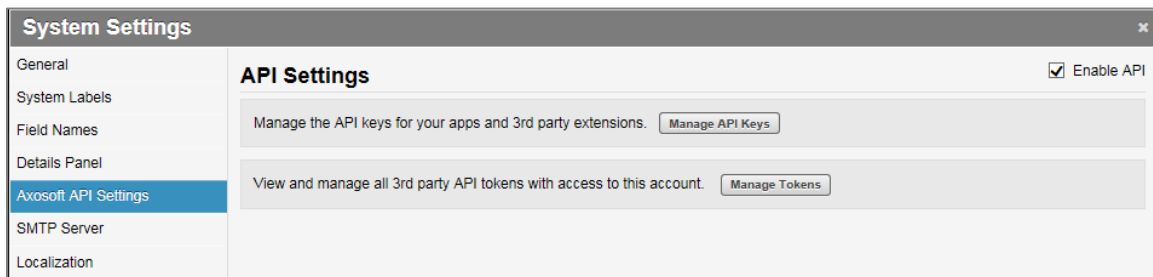 System Settings
General
System Labels
Field Names
Details Panel
Axosoft API Settings
SMTP Server
Localization
API Settings
Enable API
Manage the API keys for your apps and 3rd party extensions. Manage API Keys
View and manage all 3rd party API tokens with access to this account. Manage Tokens